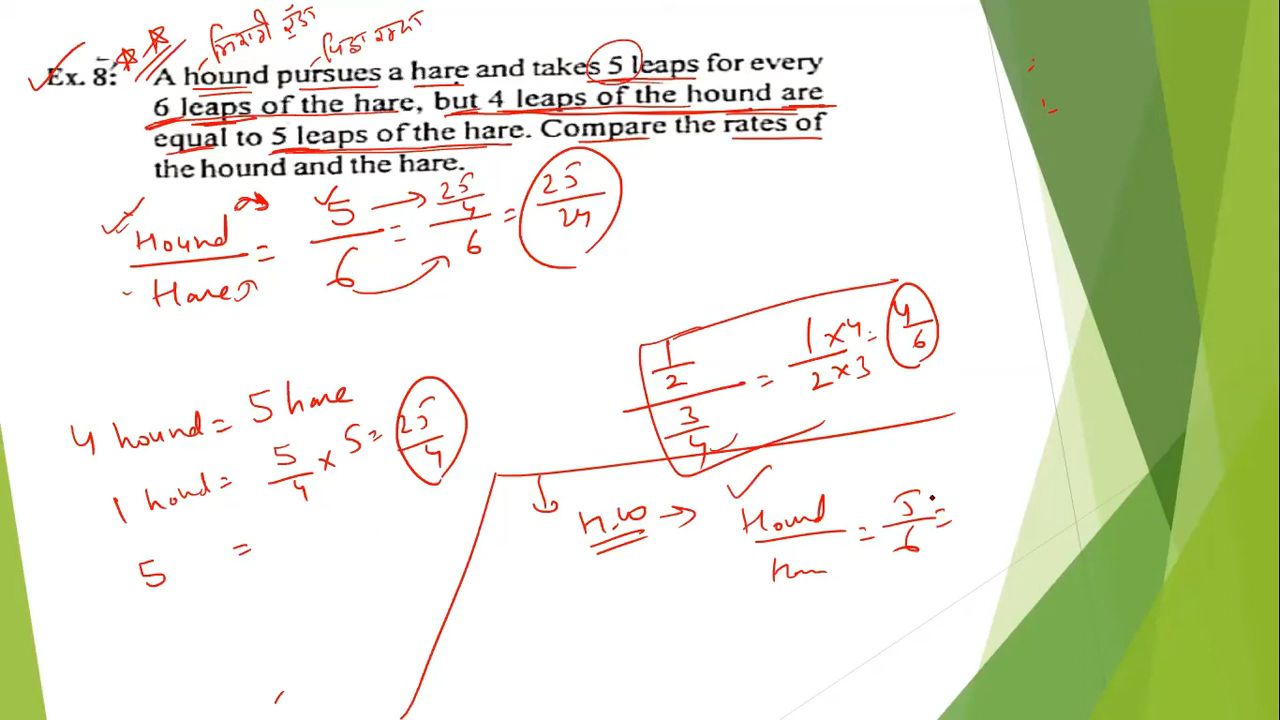 ਸ਼ਿਕਾਰੀ ਕੁੱਤਾ
ਪਿੱਛਾ ਕਰਨਾ
Ex. 8: A hound pursues a hare and takes 5 leaps for every
6 leaps of the hare, but 4 leaps of the hound are
equal to 5 leaps of the hare. Compare the rates of
the hound and the hare.
Hound / Hare = 5/6 = 25/4 / 6 = 25/24
1/2 / 3/4 = 1×4 / 2×3 = 4/6
4 hound = 5 hare
1 hound = 5/4 × 5 = 25/4
5 =
H.W → Hound / Hare = 5/6 =